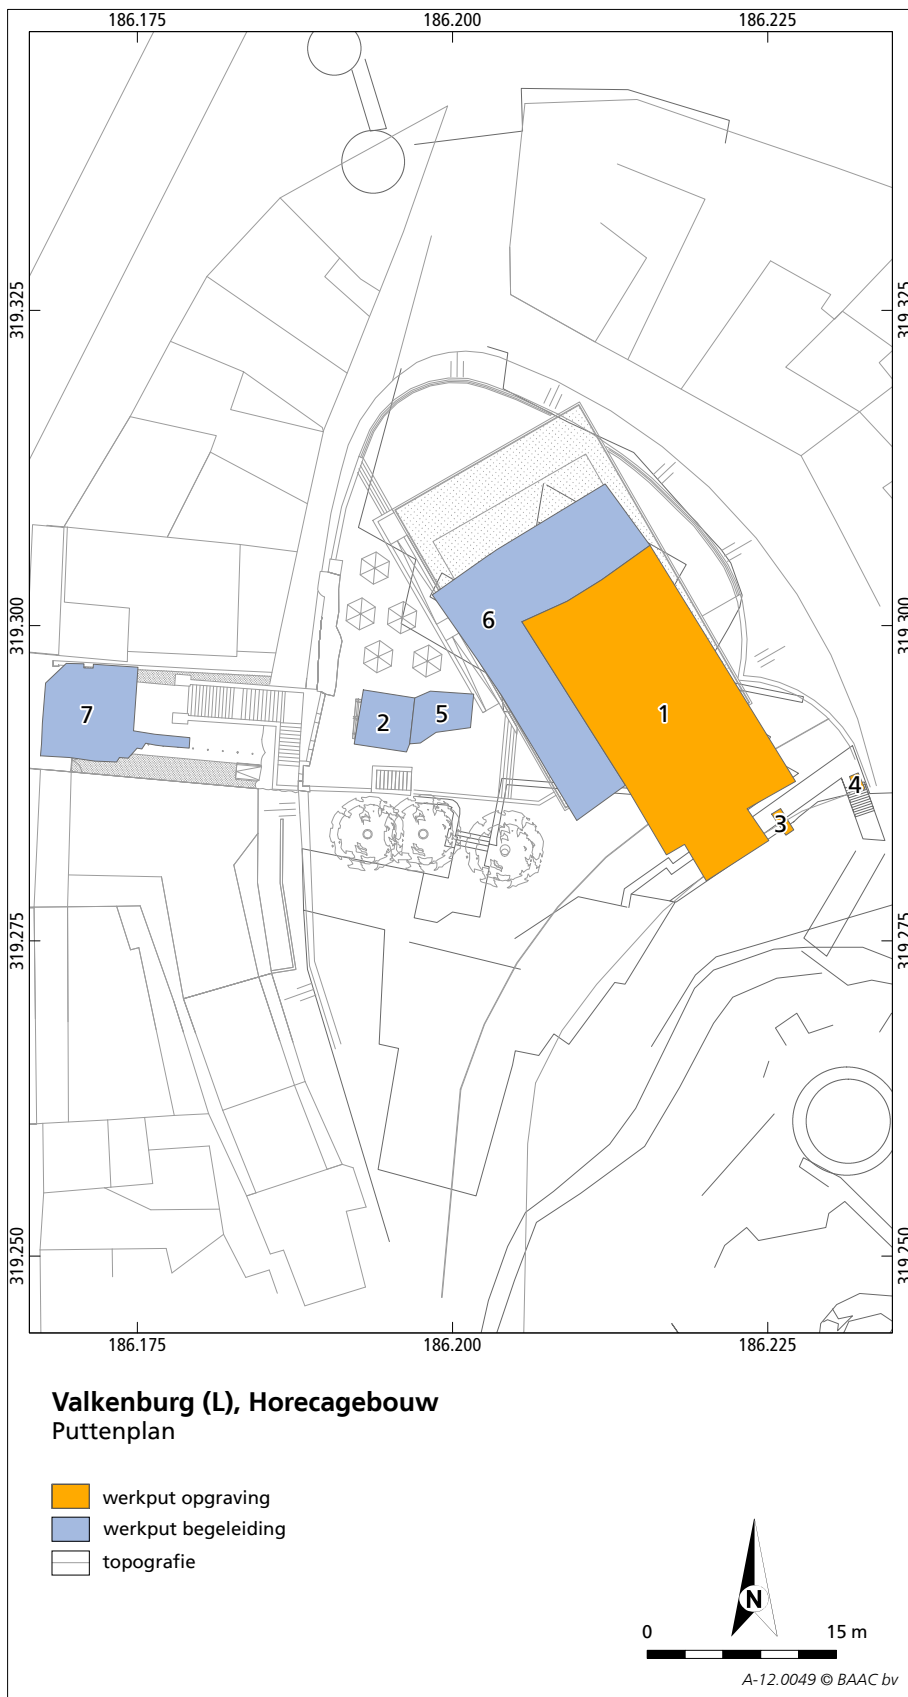 186.175 186.200 186.225
319.325 319.325
319.300 319.300
6
1
7
2 5
4
3
319.275 319.275
319.250 319.250
186.175 186.200 186.225
Valkenburg (L), Horecagebouw
Puttenplan
werkput opgraving
werkput begeleiding
topografie
N
0 15 m
A-12.0049 © BAAC bv